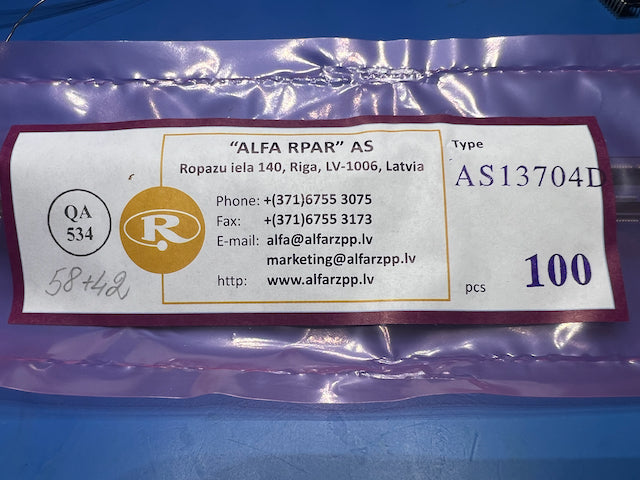 "ALFA RPAR" AS
Ropazu iela 140, Riga, LV-1006, Latvia
Phone: +(371)6755 3075
Fax: +(371)6755 3173
E-mail: alfa@alfarzpp.lv
marketing@alfarzpp.lv
http: www.alfarzpp.lv
QA
534
58+42
R
Type
AS13704D
pcs 100